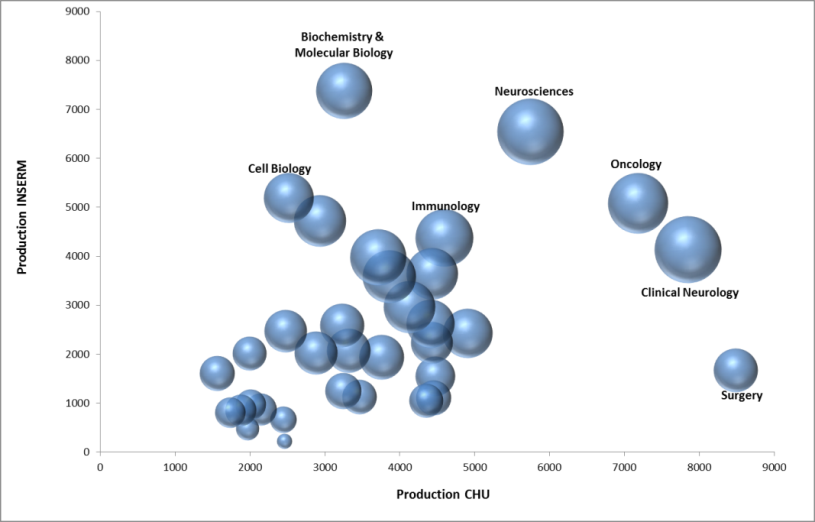 9000
Biochemistry &
Molecular Biology
8000
7000
Neurosciences
6000
Oncology
Cell Biology
5000
Immunology
Production INSERM
4000
Clinical Neurology
3000
2000
Surgery
1000
0
0 1000 2000 3000 4000 5000 6000 7000 8000 9000
Production CHU